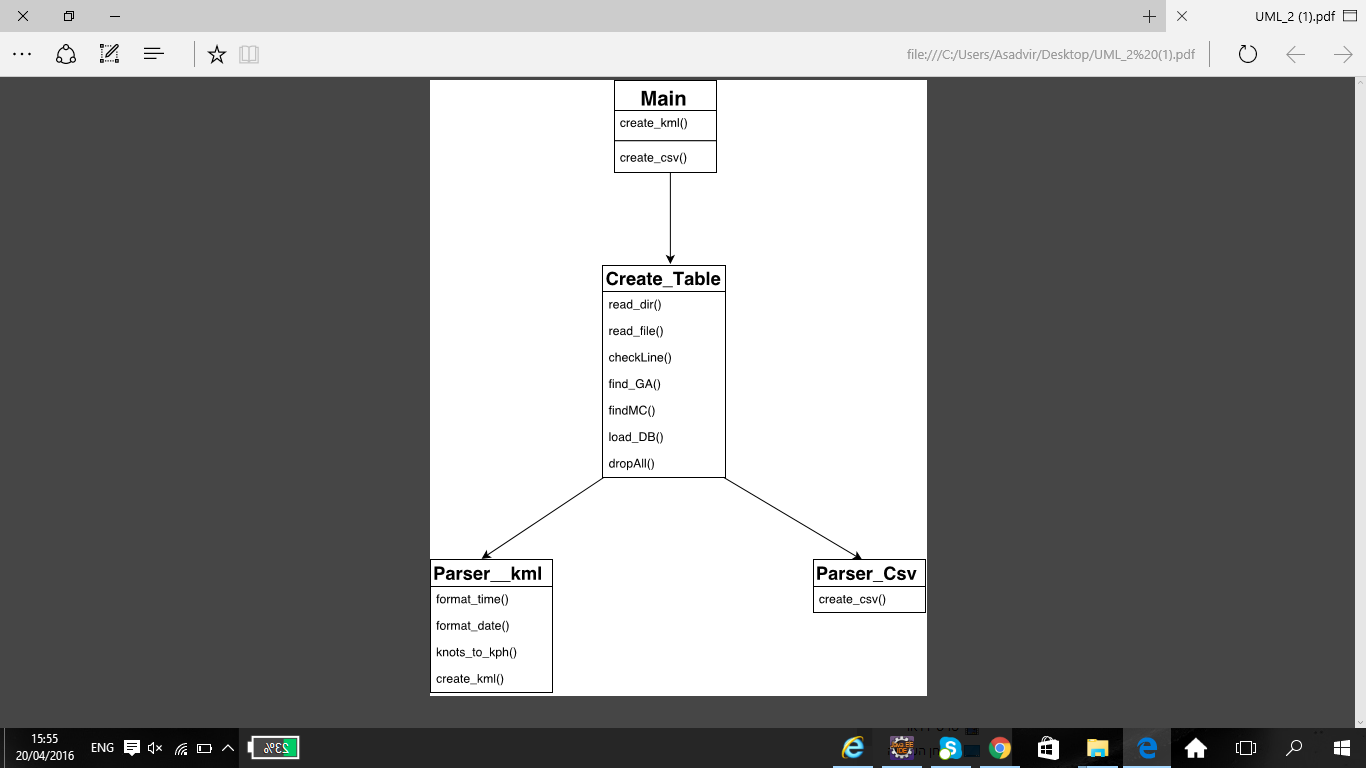 UML_2 (1).pdf
file:///C:/Users/Asadvir/Desktop/UML_2%20(1).pdf
Main
create_kml()
create_csv()
Create_Table
read_dir()
read_file()
checkLine()
find_GA()
findMC()
load_DB()
dropAll()
Parser__kml
format_time()
format_date()
knots_to_kph()
create_kml()
Parser_Csv
create_csv()
15:55
20/04/2016
ENG
23%